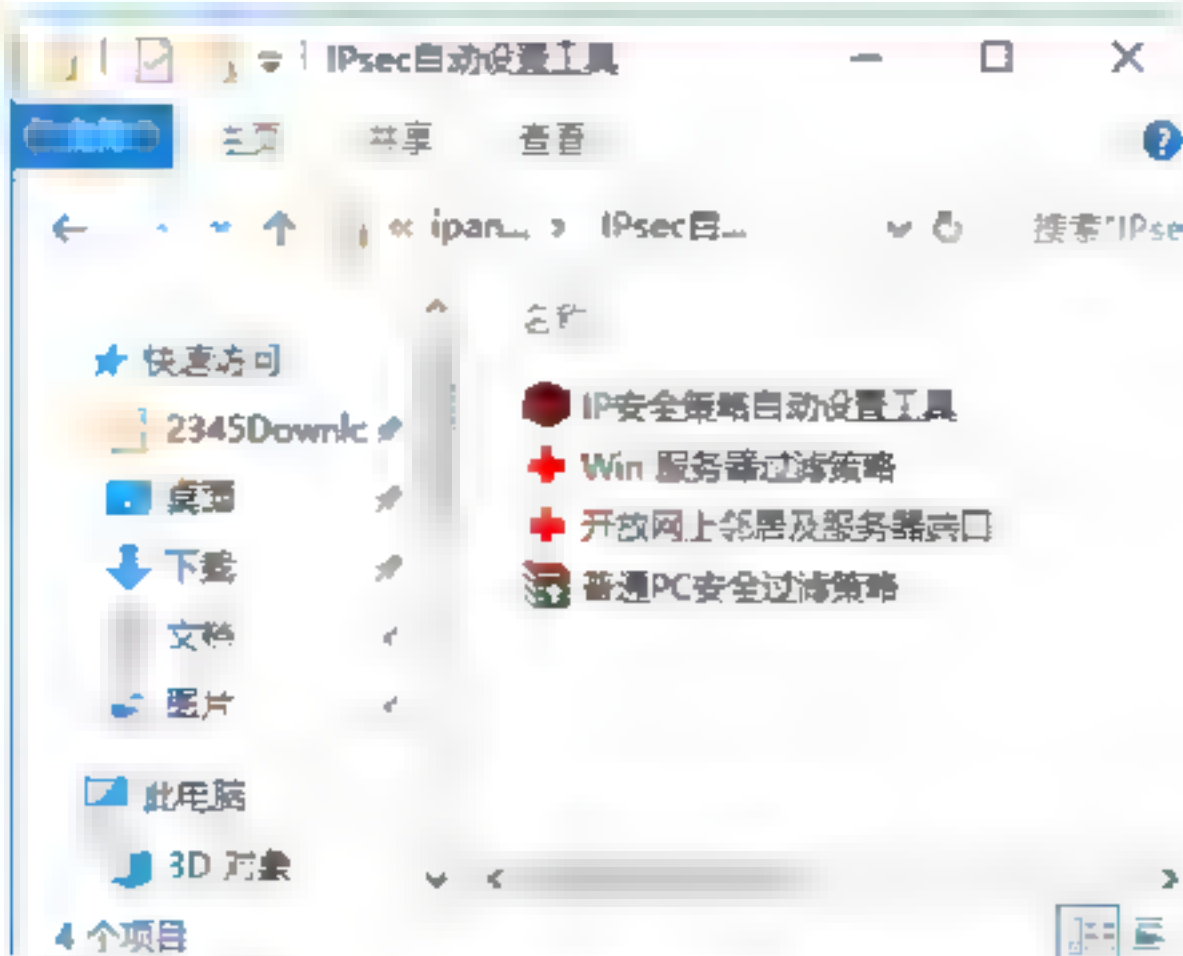 IPsec自动设置工具
主页 共享 查看
ipan... IPsec自... 搜索"IPse
名称
快速访问
2345Downlc
桌面
下载
文档
图片
此电脑
3D 对象
IP安全策略自动设置工具
Win 服务器过滤策略
开放网上邻居及服务器端口
普通PC安全过滤策略
4 个项目